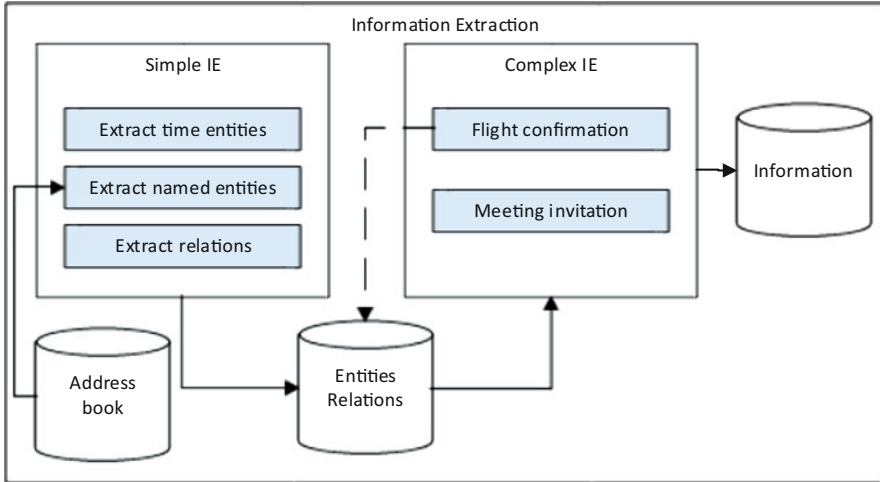 Information Extraction
Simple IE
Extract time entities
Extract named entities
Extract relations
Complex IE
Flight confirmation
Meeting invitation
Information
Address
book
Entities
Relations